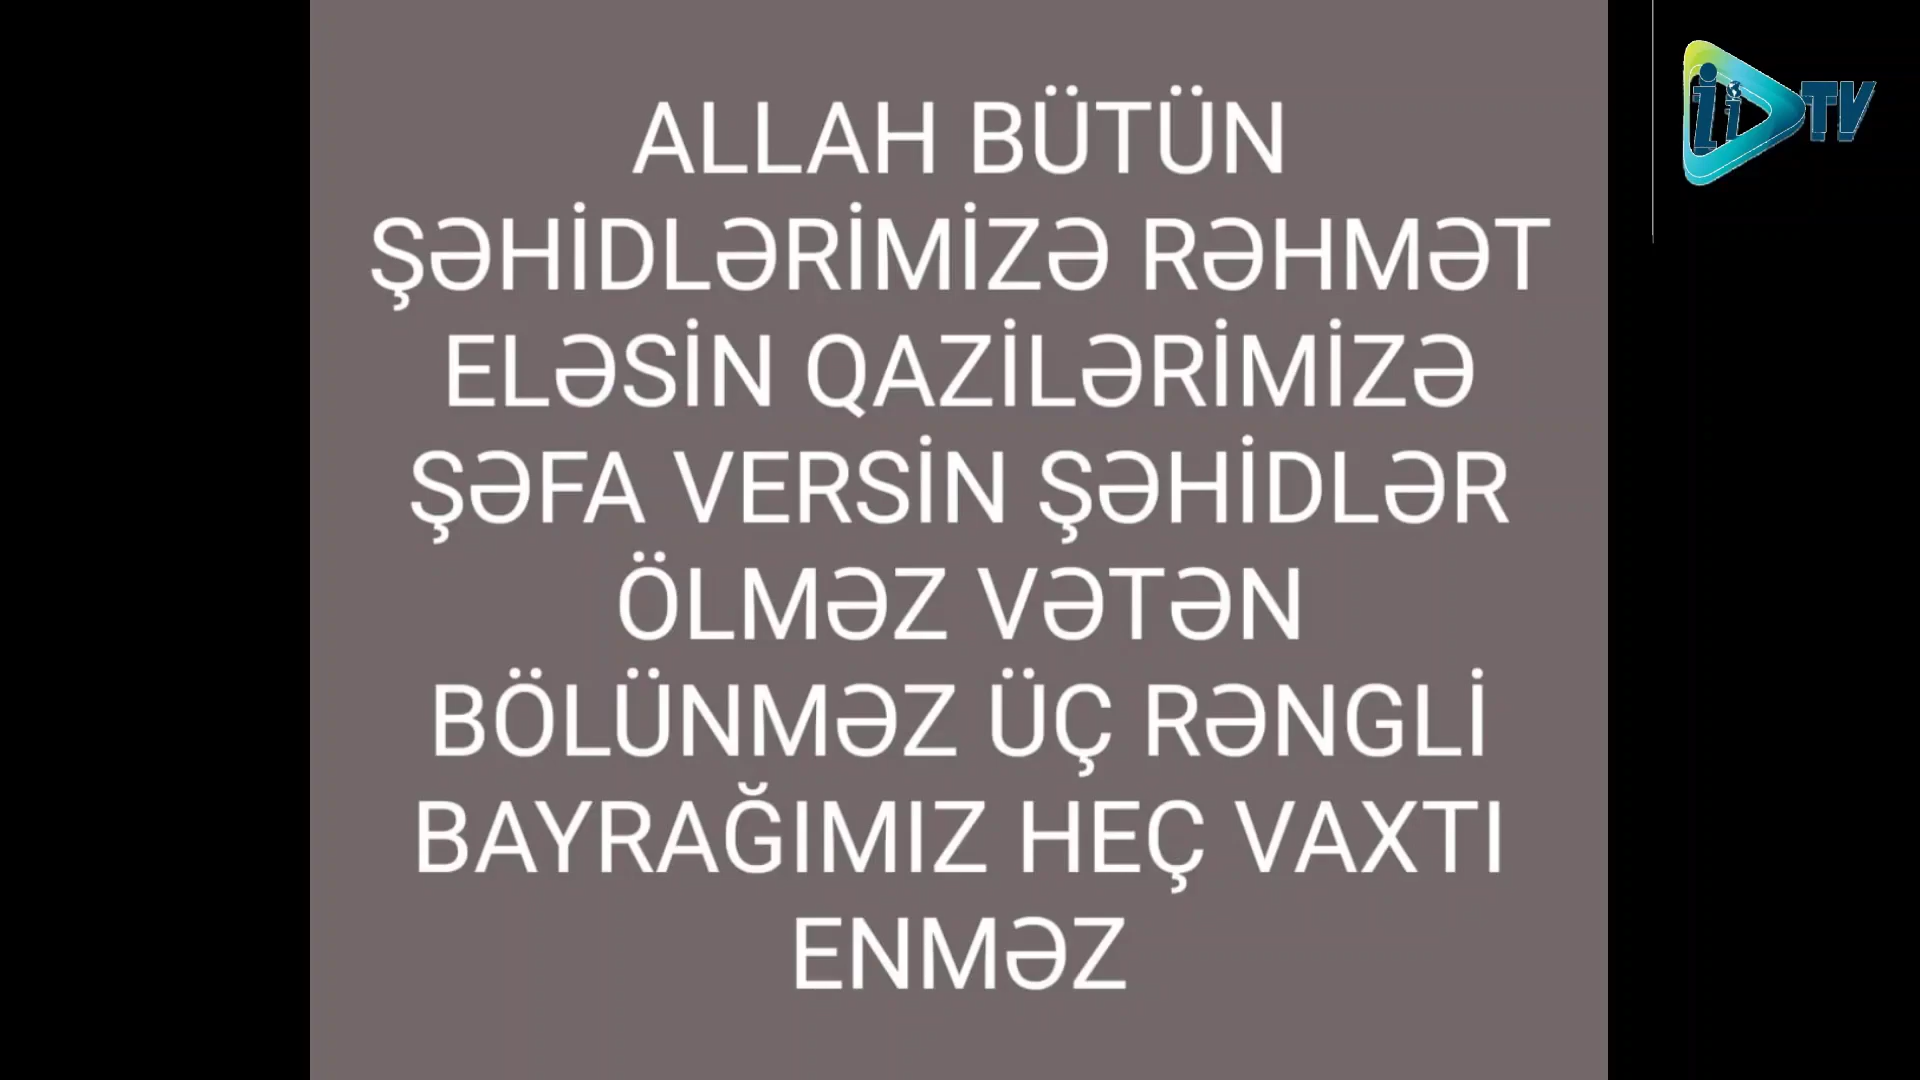 ALLAH BÜTÜN
ŞƏHİDLƏRİMİZƏ RƏHMƏT
ELƏSİN QAZİLƏRİMİZƏ
ŞƏFA VERSİN ŞƏHİDLƏR
ÖLMƏZ VƏTƏN
BÖLÜNMƏZ ÜÇ RƏNGLİ
BAYRAĞIMIZ HEÇ VAXTI
ENMƏZ
İİ TV